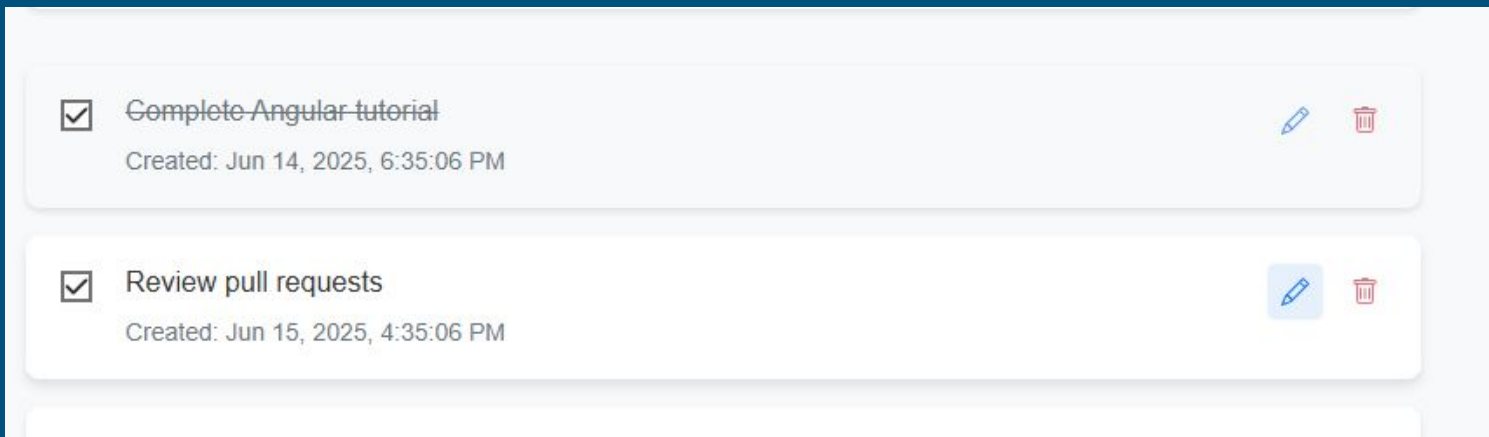 Complete Angular tutorial
Created: Jun 14, 2025, 6:35:06 PM
Review pull requests
Created: Jun 15, 2025, 4:35:06 PM